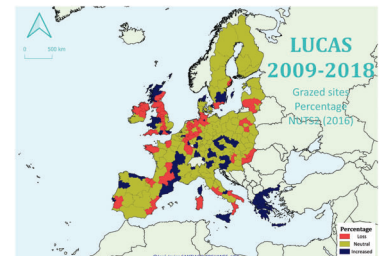 0
500 km
LUCAS
2009-2018
Grazed sites
Percentage
NUTS2 (2016)
Percentage
Loss
Neutral
Increased